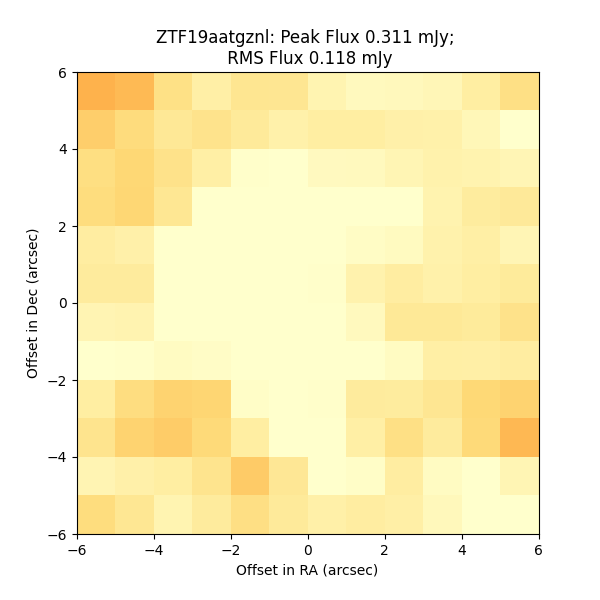 ZTF19aatgznl: Peak Flux 0.311 mJy;
RMS Flux 0.118 mJy
6
4
2
0
−2
−4
−6
Offset in Dec (arcsec)
−6 −4 −2 0 2 4 6
Offset in RA (arcsec)